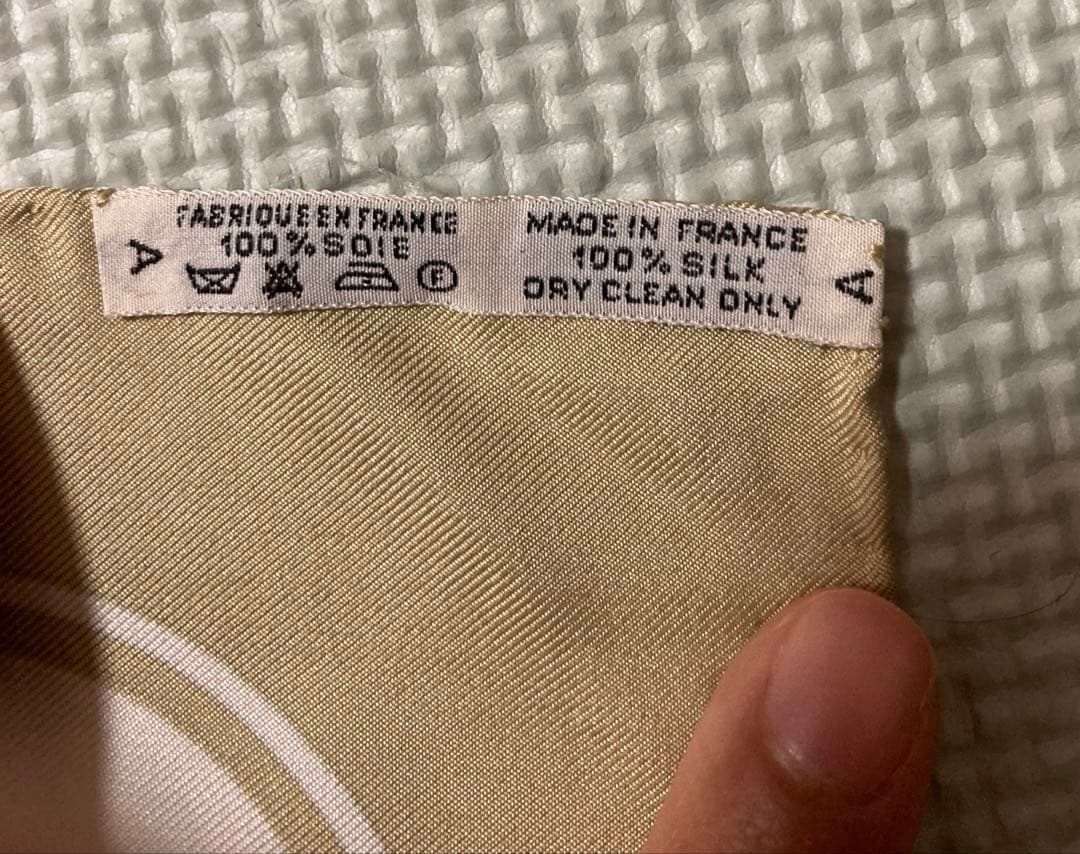 A
FABRIQUE EN FRANCE
100% SOIE
F
MADE IN FRANCE
100% SILK
DRY CLEAN ONLY
A